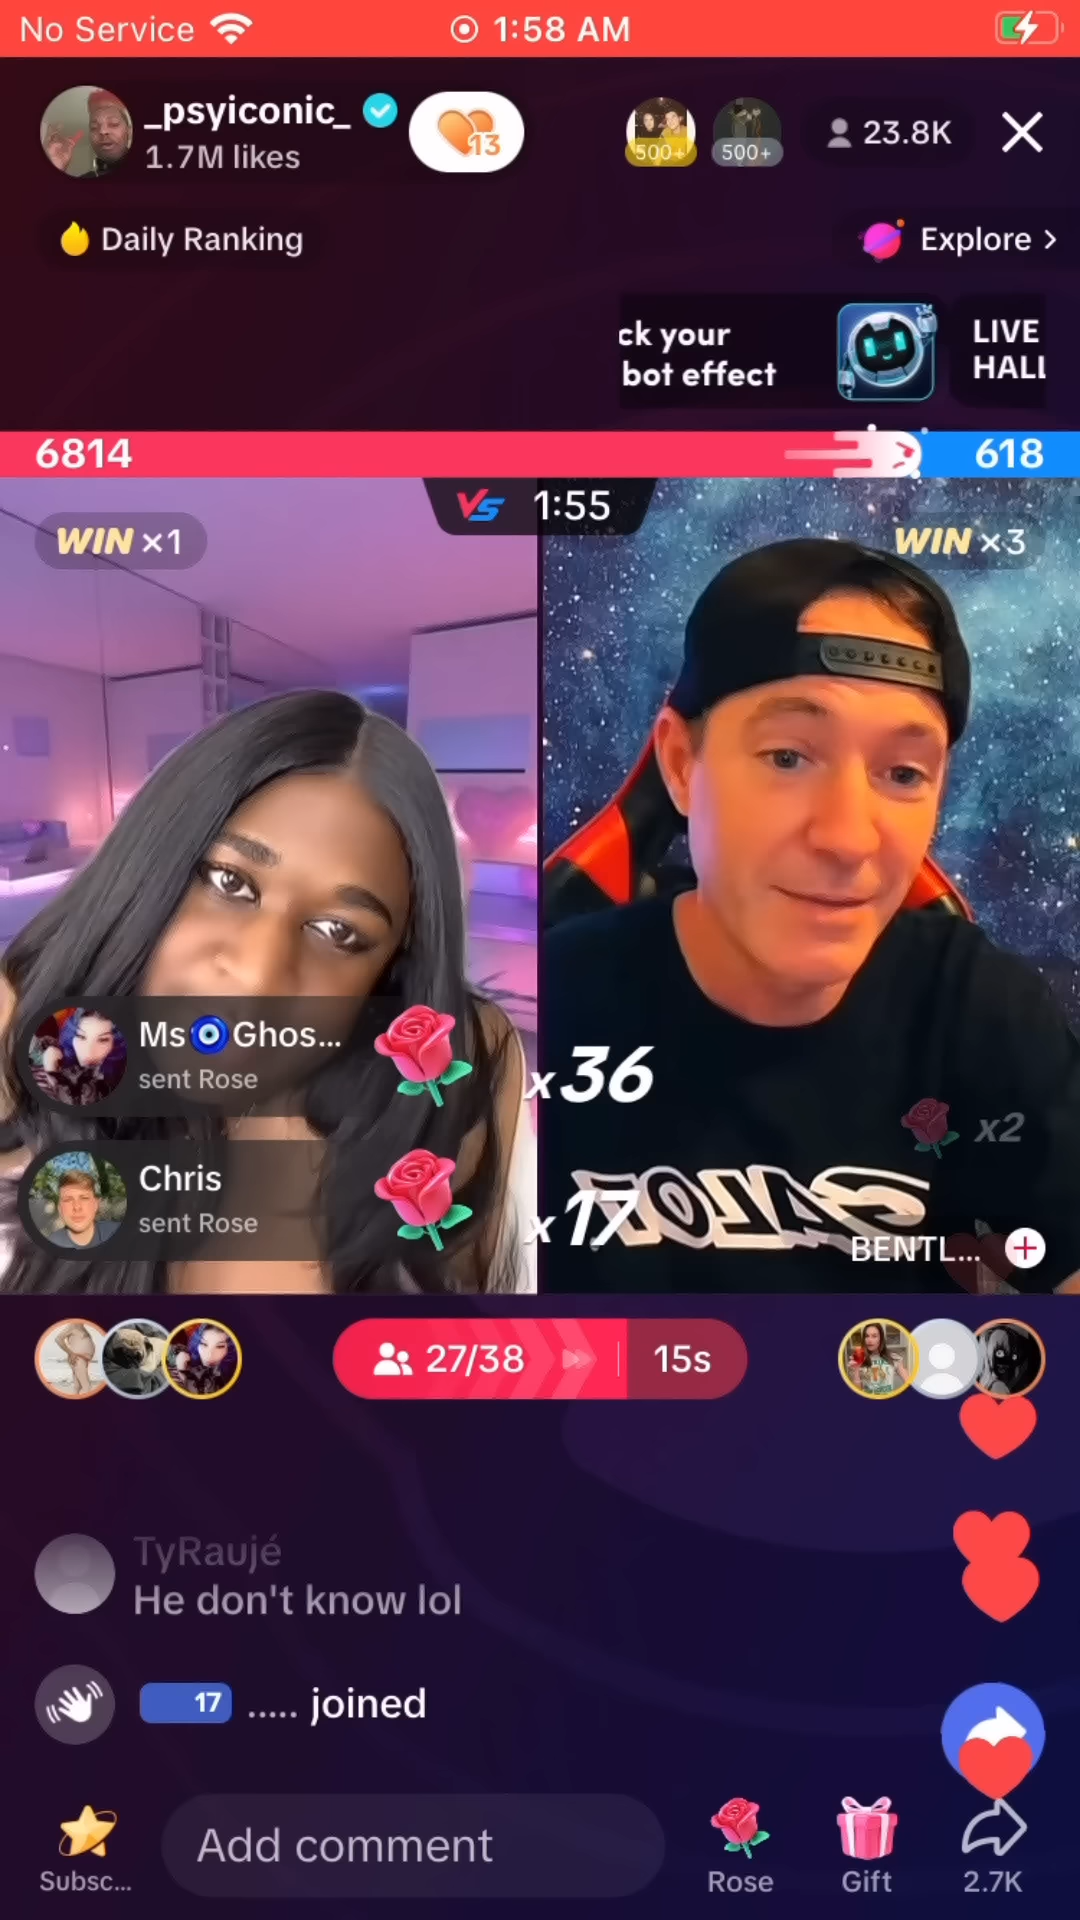 No Service
1:58 AM
_psyiconic_
1.7M likes
13
500+
500+
23.8K
Daily Ranking
Explore >
ck your
bot effect
LIVE
HALL
6814
618
VS 1:55
WIN x1
WIN x3
Ms🧿Ghos...
sent Rose
x36
x2
Chris
sent Rose
x17
BENTL...
27/38
15s
TyRaujé
He don't know lol
17 ..... joined
Subsc...
Add comment
Rose
Gift
2.7K